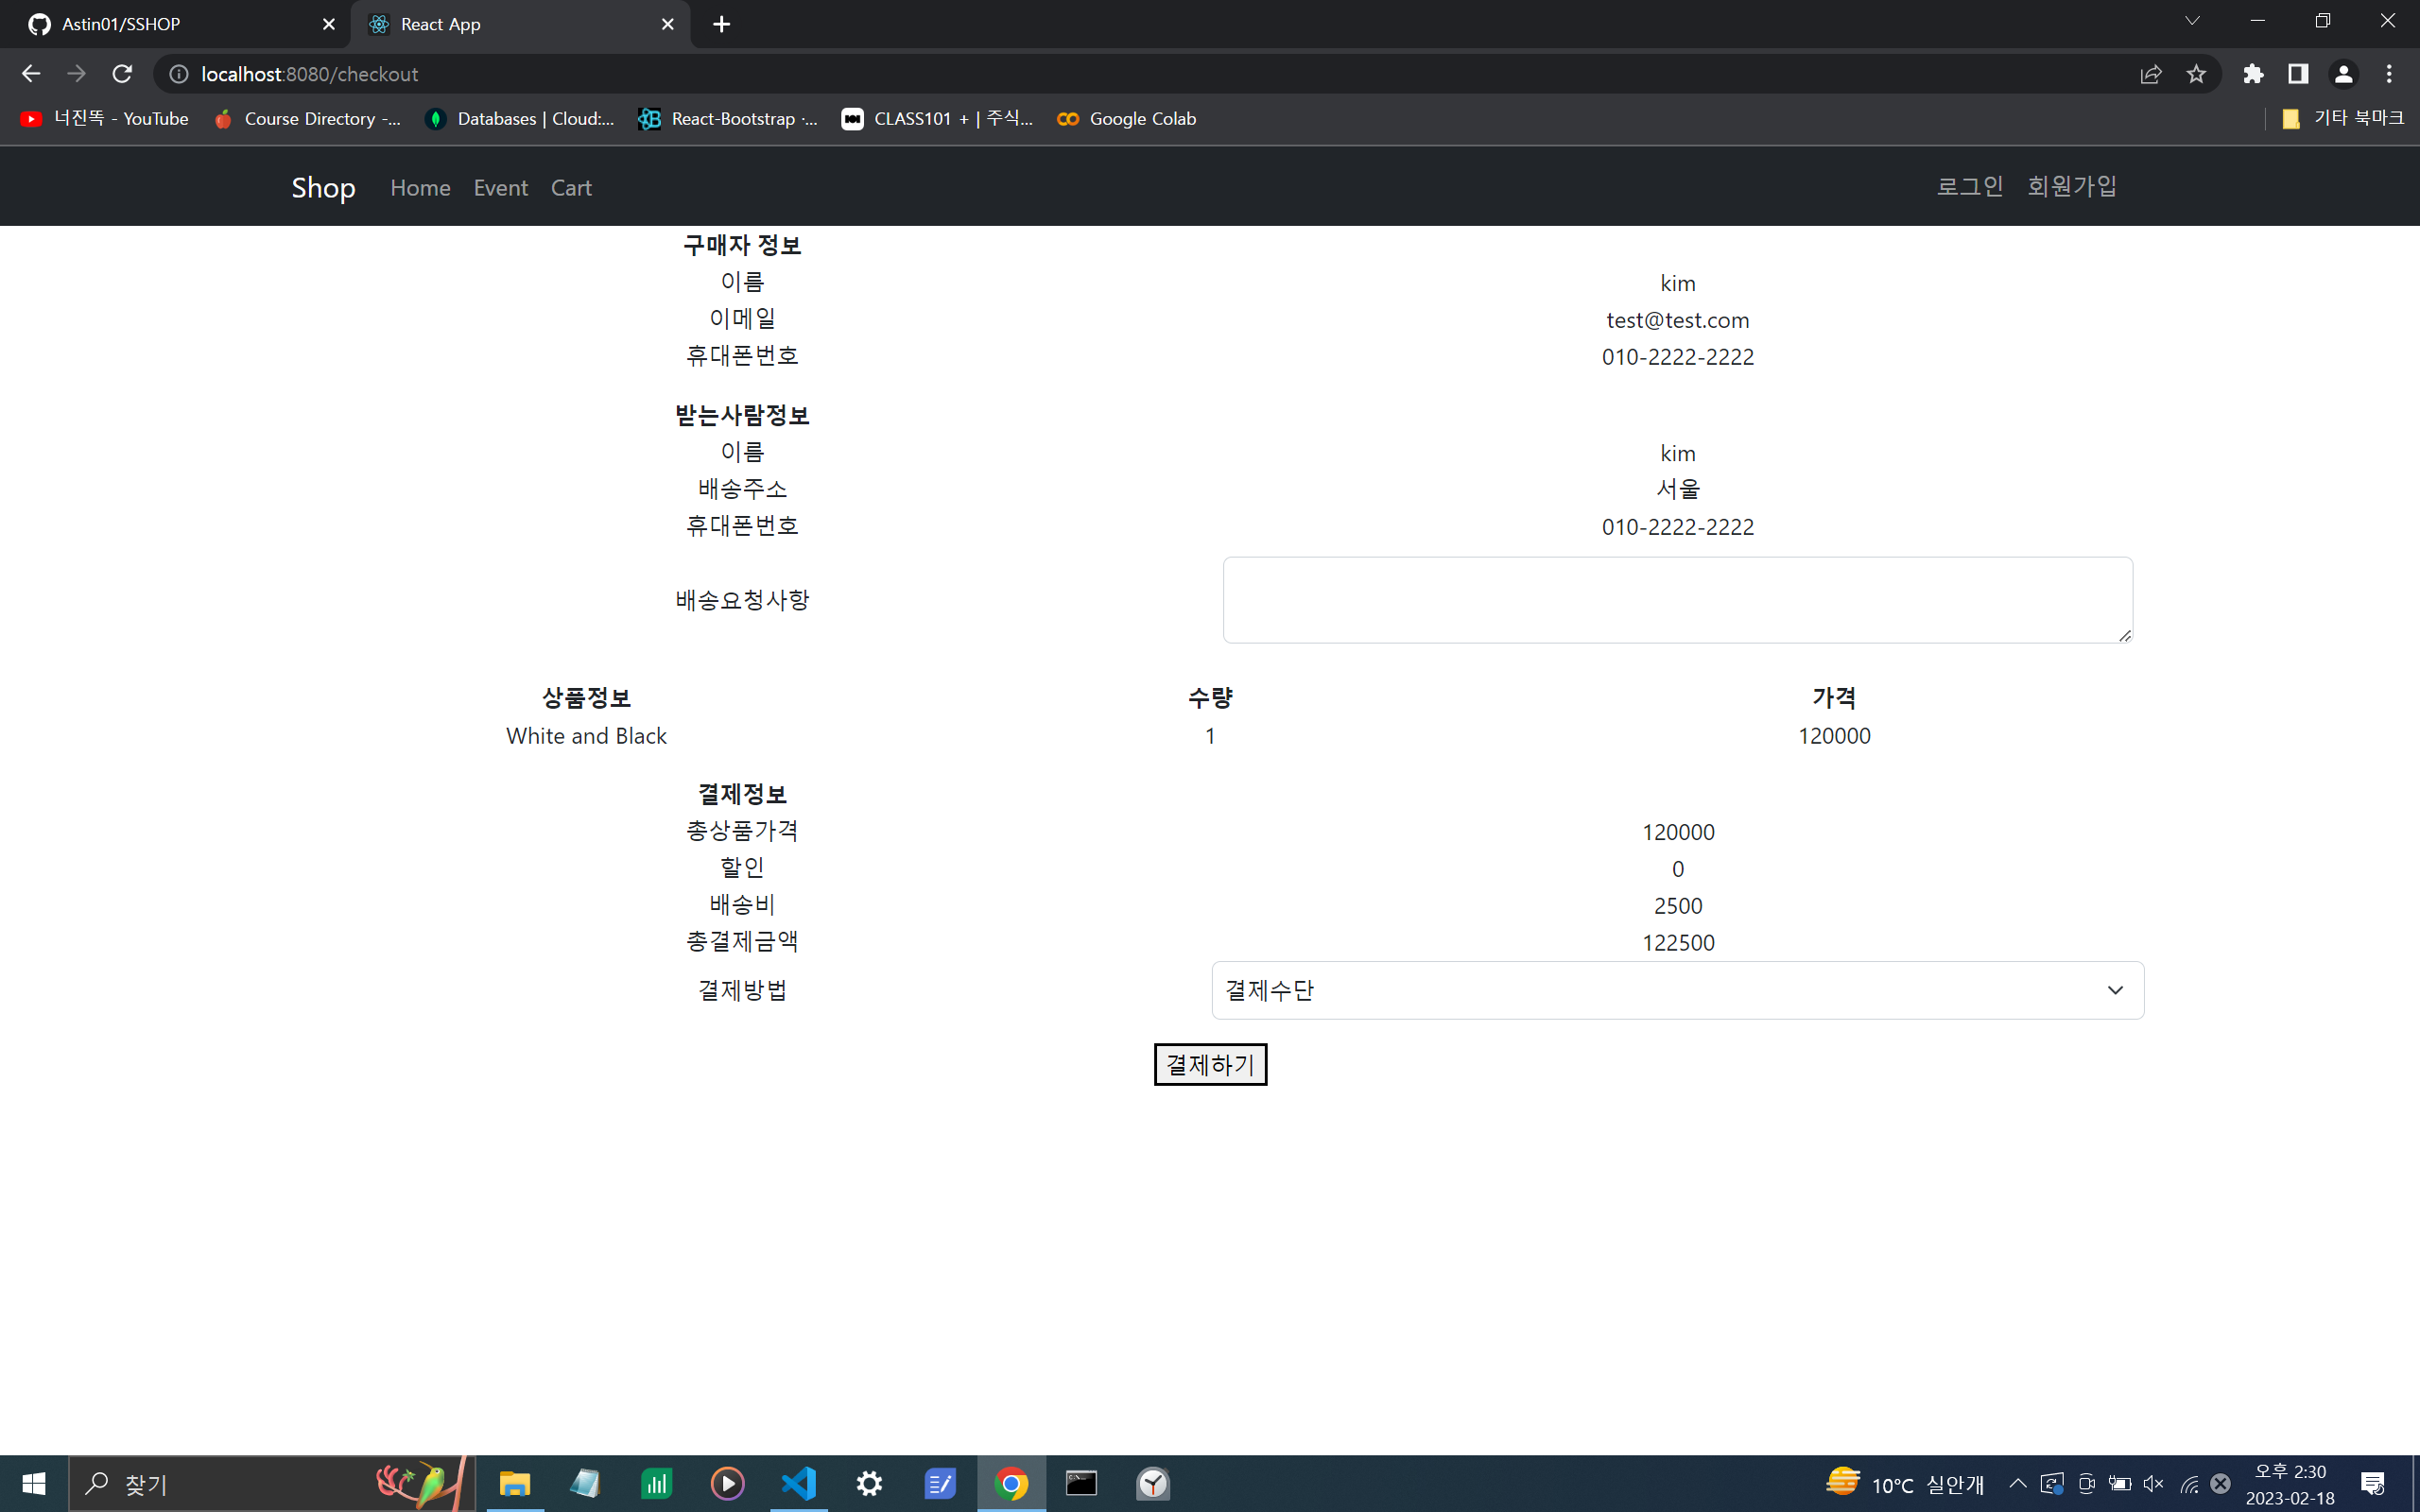 Astin01/SSHOP
React App
localhost:8080/checkout
너진똑 - YouTube
Course Directory -...
Databases | Cloud:...
React-Bootstrap ·...
CLASS101 + | 주식...
Google Colab
기타 북마크
Shop Home Event Cart 로그인 회원가입
구매자 정보
이름 kim
이메일 test@test.com
휴대폰번호 010-2222-2222
받는사람정보
이름 kim
배송주소 서울
휴대폰번호 010-2222-2222
배송요청사항
상품정보 수량 가격
White and Black 1 120000
결제정보
총상품가격 120000
할인 0
배송비 2500
총결제금액 122500
결제방법 결제수단
결제하기
찾기
10°C 실안개
오후 2:30
2023-02-18